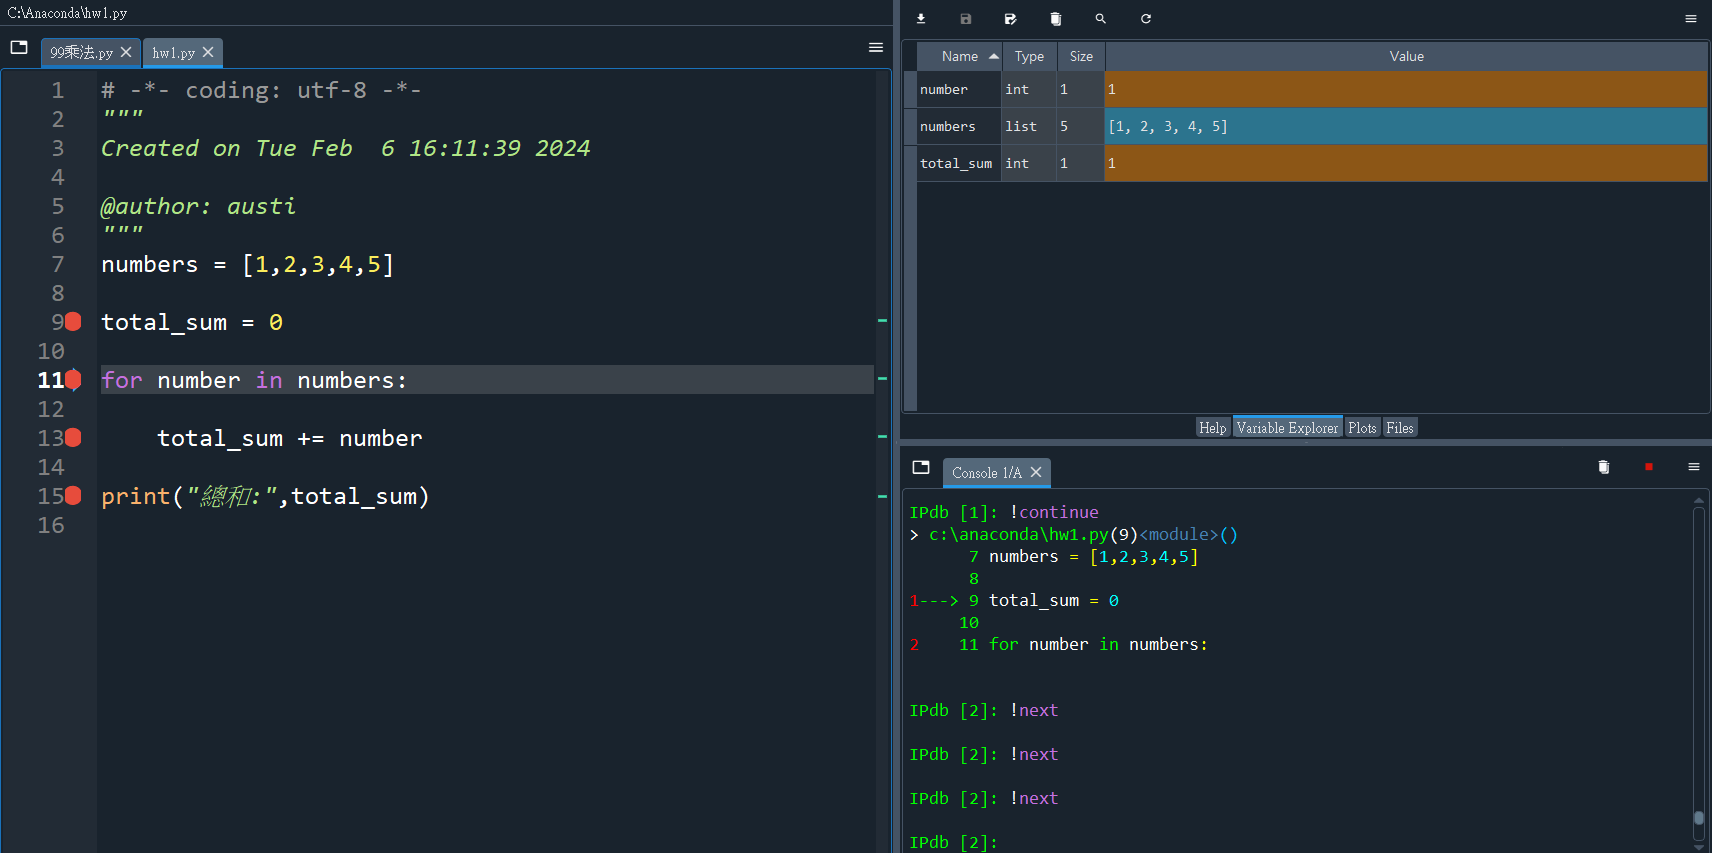 C:\Anaconda\hw1.py
99乘法.py
hw1.py
1 # -*- coding: utf-8 -*-
2 """
3 Created on Tue Feb  6 16:11:39 2024
4
5 @author: austi
6 """
7 numbers = [1,2,3,4,5]
8
9 total_sum = 0
10
11 for number in numbers:
12
13     total_sum += number
14
15 print("總和:",total_sum)
16
Name Type Size Value
number int 1 1
numbers list 5 [1, 2, 3, 4, 5]
total_sum int 1 1
Help Variable Explorer Plots Files
Console 1/A
IPdb [1]: !continue
> c:\anaconda\hw1.py(9)<module>()
      7 numbers = [1,2,3,4,5]
      8
1---> 9 total_sum = 0
     10
2    11 for number in numbers:
IPdb [2]: !next
IPdb [2]: !next
IPdb [2]: !next
IPdb [2]: